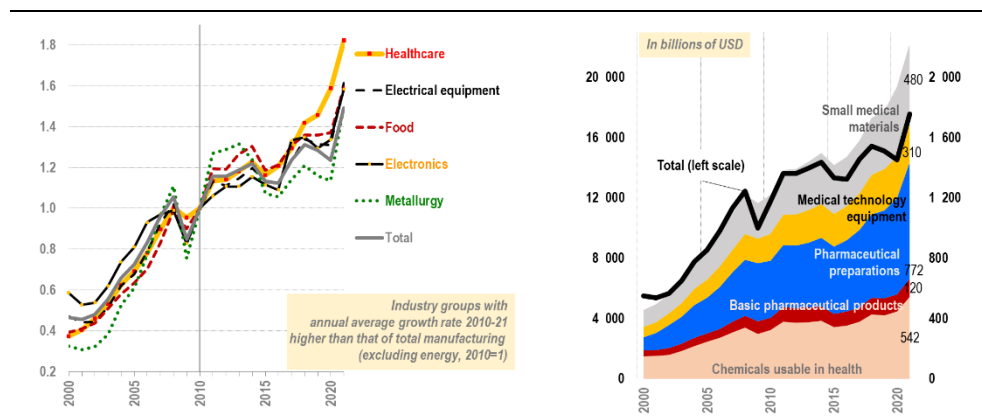 1.8
1.6
1.4
1.2
1.0
0.8
0.6
0.4
0.2
2000
2005
2010
2015
2020
Healthcare
Electrical equipment
Food
Electronics
Metallurgy
Total
Industry groups with
annual average growth rate 2010-21
higher than that of total manufacturing
(excluding energy, 2010=1)
In billions of USD
20 000
16 000
12 000
8 000
4 000
0
2 000
1 600
1 200
800
400
0
2000
2005
2010
2015
2020
480
Small medical
materials
310
Total (left scale)
Medical technology
equipment
Pharmaceutical
preparations
772
120
Basic pharmaceutical products
542
Chemicals usable in health